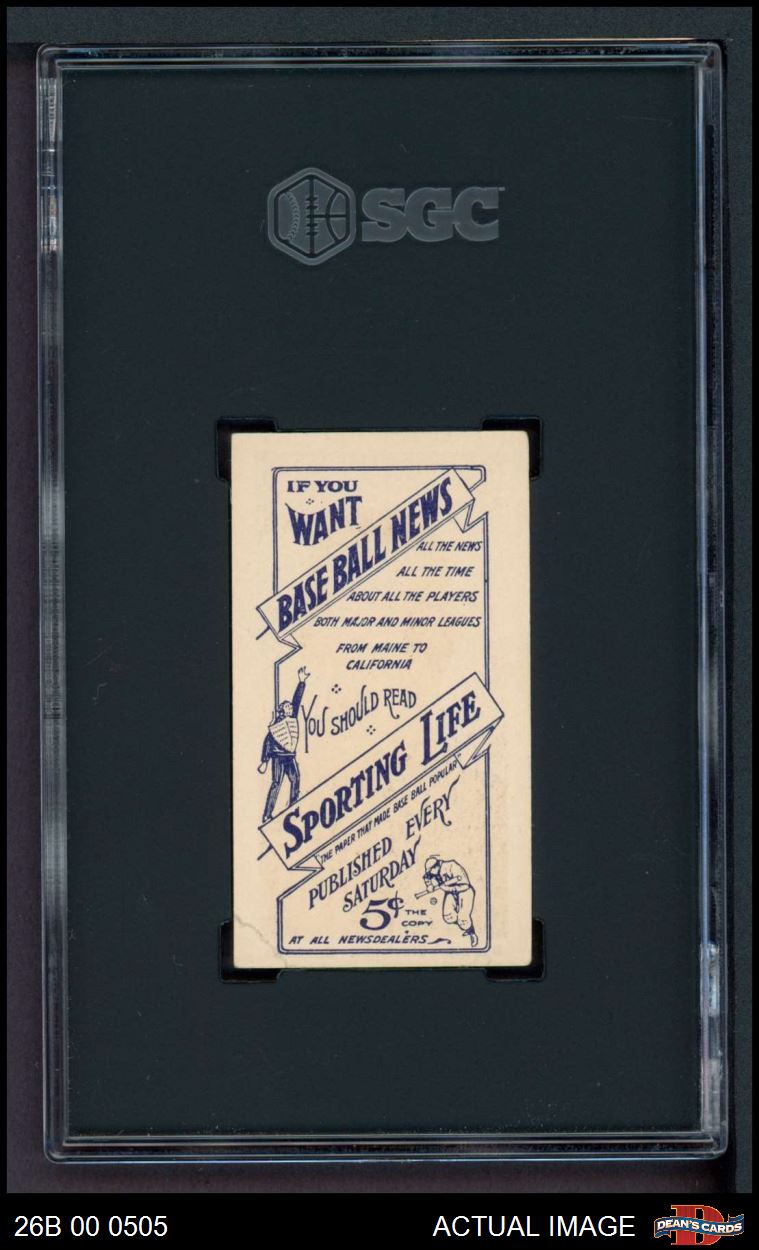 SGC
IF YOU
WANT
BASE BALL NEWS
ALL THE NEWS
ALL THE TIME
ABOUT ALL THE PLAYERS
BOTH MAJOR AND MINOR LEAGUES
FROM MAINE TO
CALIFORNIA
YOU SHOULD READ
SPORTING LIFE
"THE PAPER THAT MADE BASE BALL POPULAR"
PUBLISHED EVERY
SATURDAY
5¢ THE
COPY
AT ALL NEWSDEALERS
26B 00 0505
ACTUAL IMAGE
D
DEAN'S CARDS